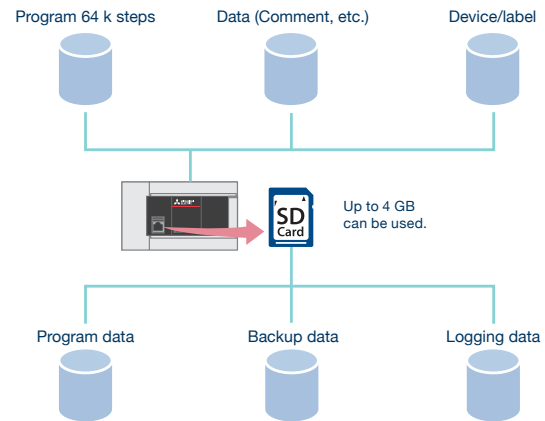 Program 64 k steps
Data (Comment, etc.)
Device/label
SD
Card
Up to 4 GB
can be used.
Program data
Backup data
Logging data